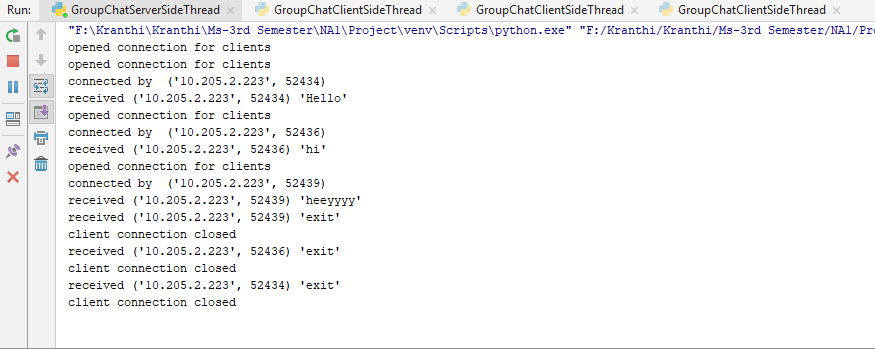 Run: GroupChatServerSideThread GroupChatClientSideThread GroupChatClientSideThread GroupChatClientSideThread
"F:\Kranthi\Kranthi\Ms-3rd Semester\NA1\Project\venv\Scripts\python.exe" "F:/Kranthi/Kranthi/Ms-3rd Semester/NA1/Pro
opened connection for clients
opened connection for clients
connected by  ('10.205.2.223', 52434)
received ('10.205.2.223', 52434) 'Hello'
opened connection for clients
connected by  ('10.205.2.223', 52436)
received ('10.205.2.223', 52436) 'hi'
opened connection for clients
connected by  ('10.205.2.223', 52439)
received ('10.205.2.223', 52439) 'heeyyyy'
received ('10.205.2.223', 52439) 'exit'
client connection closed
received ('10.205.2.223', 52436) 'exit'
client connection closed
received ('10.205.2.223', 52434) 'exit'
client connection closed